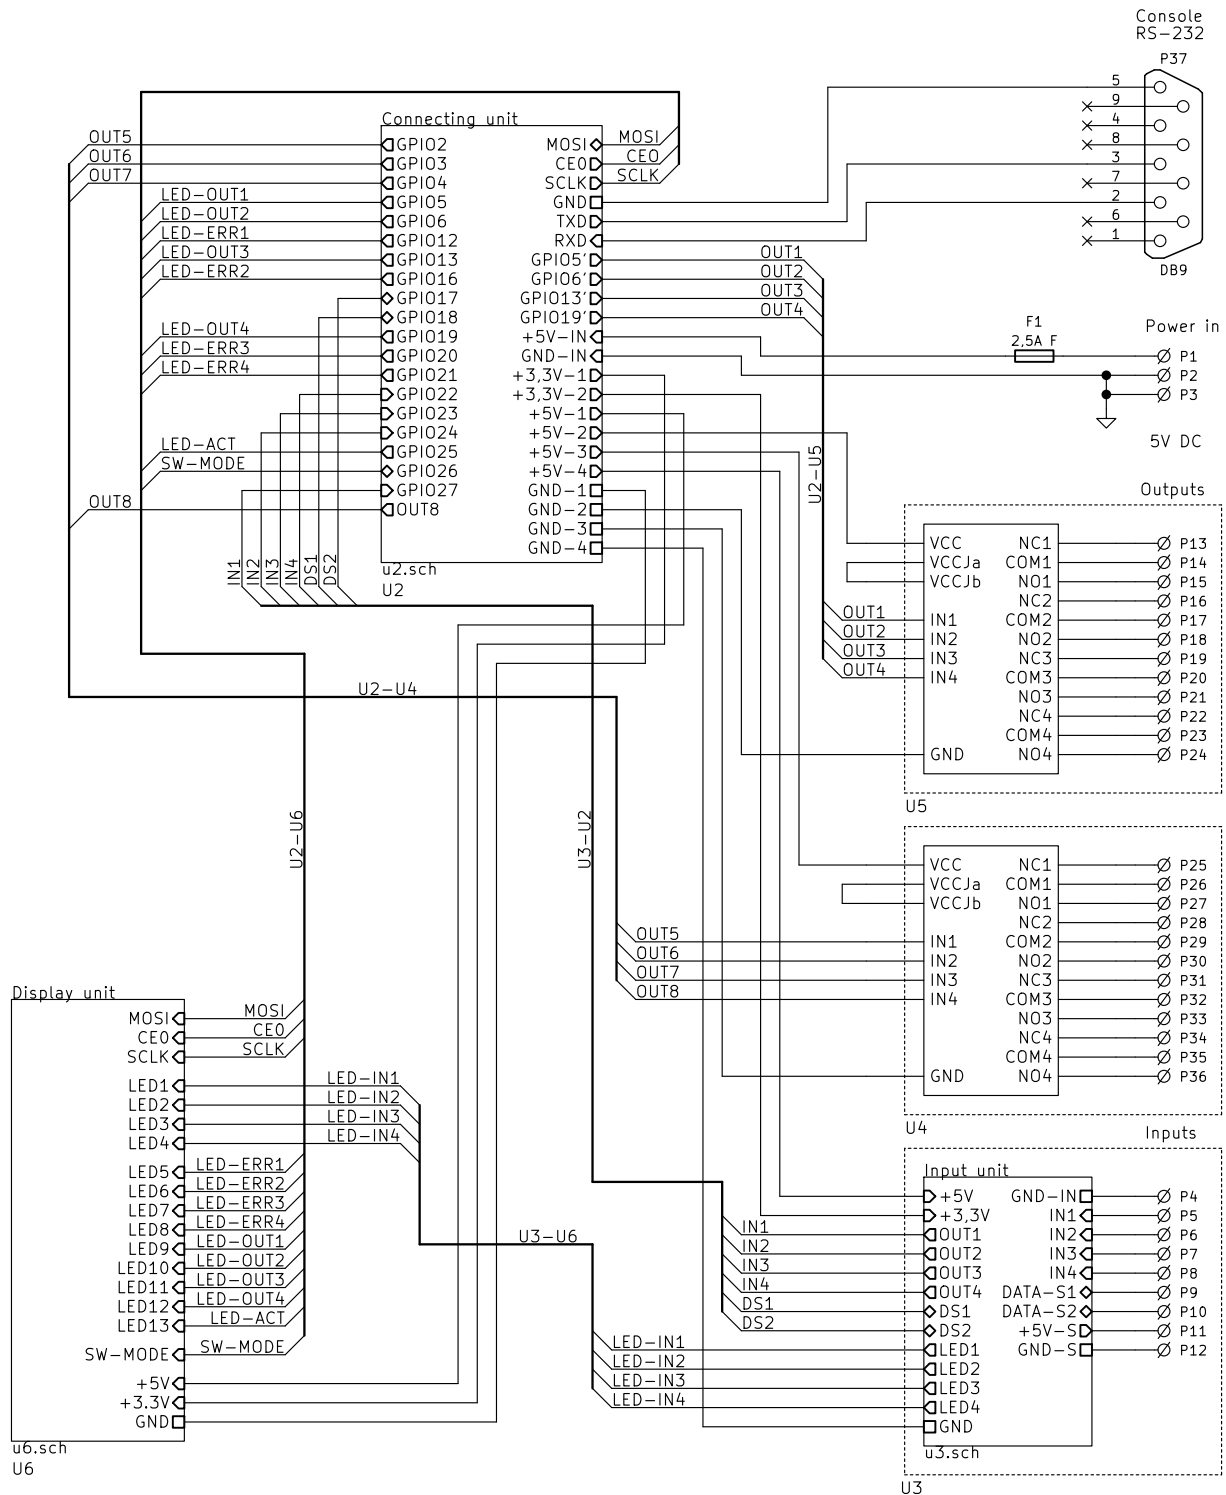 Console
RS-232
P37
5
9
4
8
3
7
2
6
1
DB9
Connecting unit
OUT5
OUT6
OUT7
LED-OUT1
LED-OUT2
LED-ERR1
LED-OUT3
LED-ERR2
LED-OUT4
LED-ERR3
LED-ERR4
LED-ACT
SW-MODE
OUT8
GPIO2
GPIO3
GPIO4
GPIO5
GPIO6
GPIO12
GPIO13
GPIO16
GPIO17
GPIO18
GPIO19
GPIO20
GPIO21
GPIO22
GPIO23
GPIO24
GPIO25
GPIO26
GPIO27
OUT8
MOSI
CE0
SCLK
GND
TXD
RXD
GPIO5'
GPIO6'
GPIO13'
GPIO19'
+5V-IN
GND-IN
+3,3V-1
+3,3V-2
+5V-1
+5V-2
+5V-3
+5V-4
GND-1
GND-2
GND-3
GND-4
MOSI
CE0
SCLK
OUT1
OUT2
OUT3
OUT4
u2.sch
U2
IN1
IN2
IN3
IN4
DS1
DS2
F1
2,5A F
Power in
P1
P2
P3
5V DC
U2-U5
Outputs
VCC
VCCJa
VCCJb
IN1
IN2
IN3
IN4
GND
NC1
COM1
NO1
NC2
COM2
NO2
NC3
COM3
NO3
NC4
COM4
NO4
P13
P14
P15
P16
P17
P18
P19
P20
P21
P22
P23
P24
OUT1
OUT2
OUT3
OUT4
U5
U2-U4
U2-U6
U3-U2
VCC
VCCJa
VCCJb
IN1
IN2
IN3
IN4
GND
NC1
COM1
NO1
NC2
COM2
NO2
NC3
COM3
NO3
NC4
COM4
NO4
P25
P26
P27
P28
P29
P30
P31
P32
P33
P34
P35
P36
OUT5
OUT6
OUT7
OUT8
U4
Display unit
MOSI
CE0
SCLK
LED1
LED2
LED3
LED4
LED5
LED6
LED7
LED8
LED9
LED10
LED11
LED12
LED13
SW-MODE
+5V
+3.3V
GND
MOSI
CE0
SCLK
LED-IN1
LED-IN2
LED-IN3
LED-IN4
LED-ERR1
LED-ERR2
LED-ERR3
LED-ERR4
LED-OUT1
LED-OUT2
LED-OUT3
LED-OUT4
LED-ACT
SW-MODE
u6.sch
U6
U3-U6
Inputs
Input unit
IN1
IN2
IN3
IN4
DS1
DS2
LED-IN1
LED-IN2
LED-IN3
LED-IN4
+5V
+3,3V
OUT1
OUT2
OUT3
OUT4
DS1
DS2
LED1
LED2
LED3
LED4
GND
GND-IN
IN1
IN2
IN3
IN4
DATA-S1
DATA-S2
+5V-S
GND-S
P4
P5
P6
P7
P8
P9
P10
P11
P12
u3.sch
U3